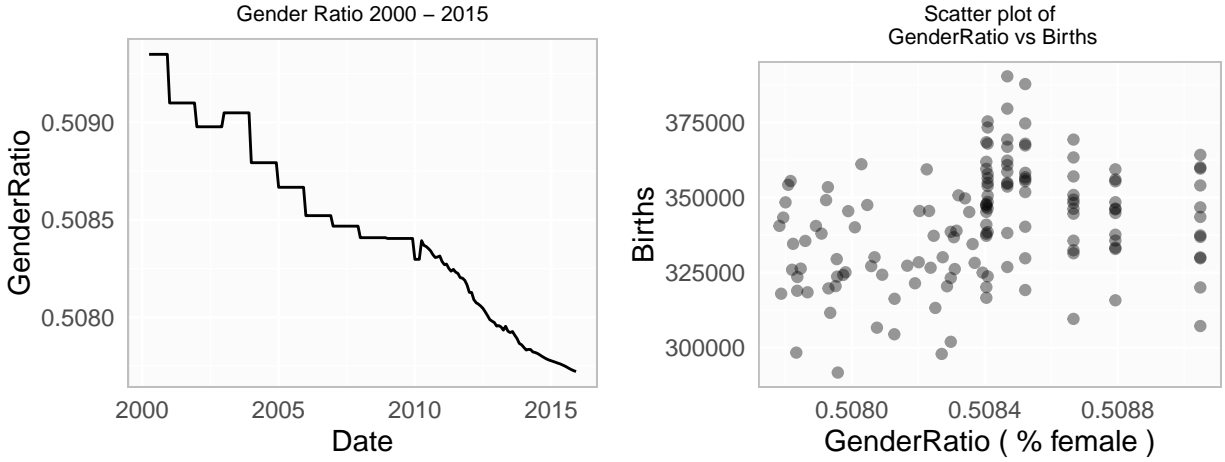 Gender Ratio 2000 − 2015
GenderRatio
0.5090
0.5085
0.5080
2000 2005 2010 2015
Date
Scatter plot of
GenderRatio vs Births
Births
375000
350000
325000
300000
0.5080 0.5084 0.5088
GenderRatio ( % female )